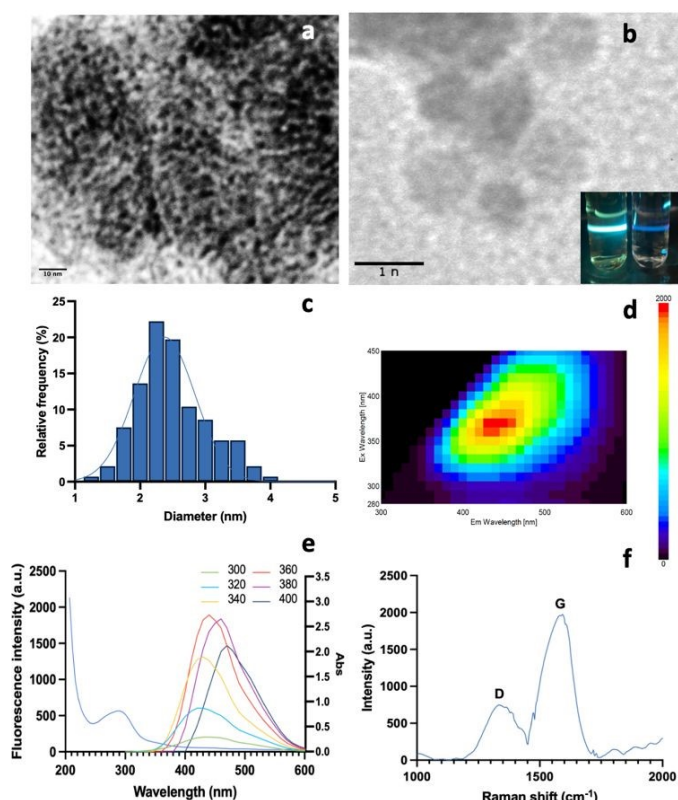 a
10 nm
b
1 n
c
25
20
15
10
5
0
Relative frequency (%)
1 2 3 4 5
Diameter (nm)
d
2000
0
450
400
350
300
280
Ex Wavelength [nm]
300 400 500 600
Em Wavelength [nm]
e
300 360
320 380
340 400
2500
2000
1500
1000
500
0
Fluorescence intensity (a.u.)
3.5
3.0
2.5
2.0
1.5
1.0
0.5
0.0
Abs
200 300 400 500 600
Wavelength (nm)
f
2500
2000
1500
1000
500
0
Intensity (a.u.)
D
G
1000 1500 2000
Raman shift (cm⁻¹)